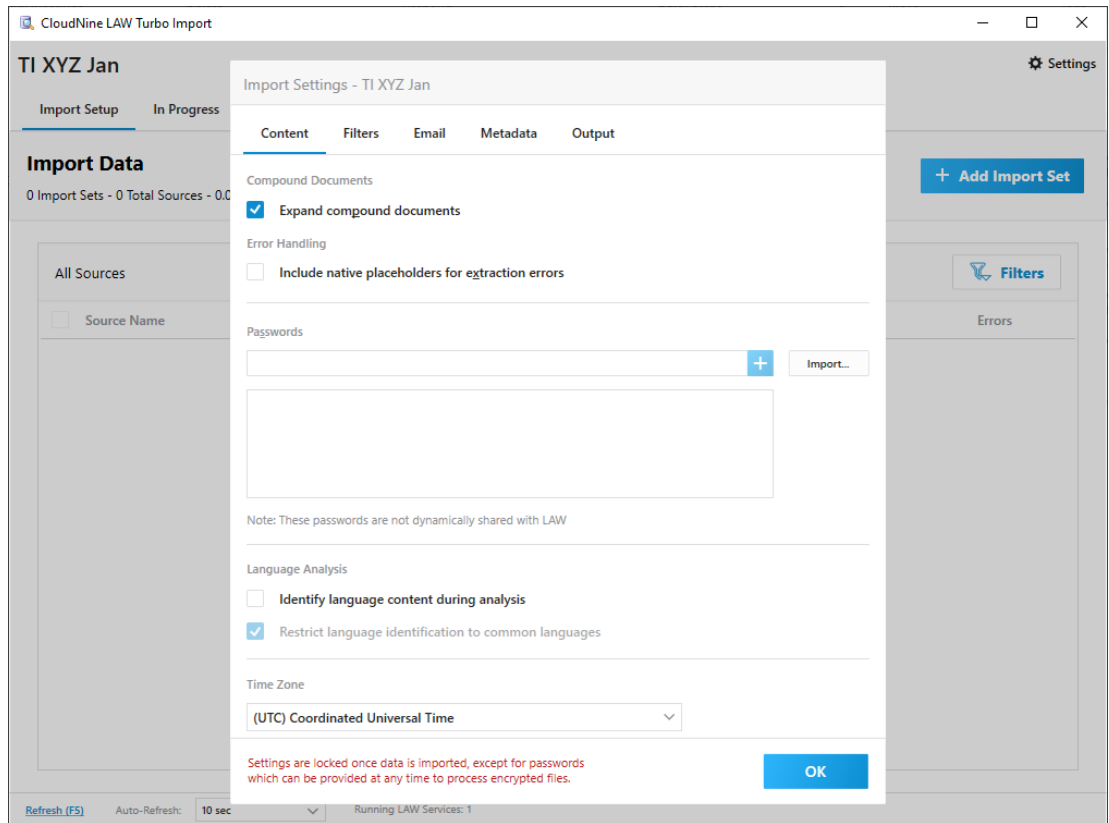 CloudNine LAW Turbo Import
TI XYZ Jan
Settings
Import Setup
In Progress
Import Data
0 Import Sets - 0 Total Sources - 0.0
+ Add Import Set
All Sources
Filters
Source Name
Errors
Import Settings - TI XYZ Jan
Content
Filters
Email
Metadata
Output
Compound Documents
Expand compound documents
Error Handling
Include native placeholders for extraction errors
Passwords
+
Import...
Note: These passwords are not dynamically shared with LAW
Language Analysis
Identify language content during analysis
Restrict language identification to common languages
Time Zone
(UTC) Coordinated Universal Time
Settings are locked once data is imported, except for passwords
which can be provided at any time to process encrypted files.
OK
Refresh (F5)
Auto-Refresh:
10 sec
Running LAW Services: 1